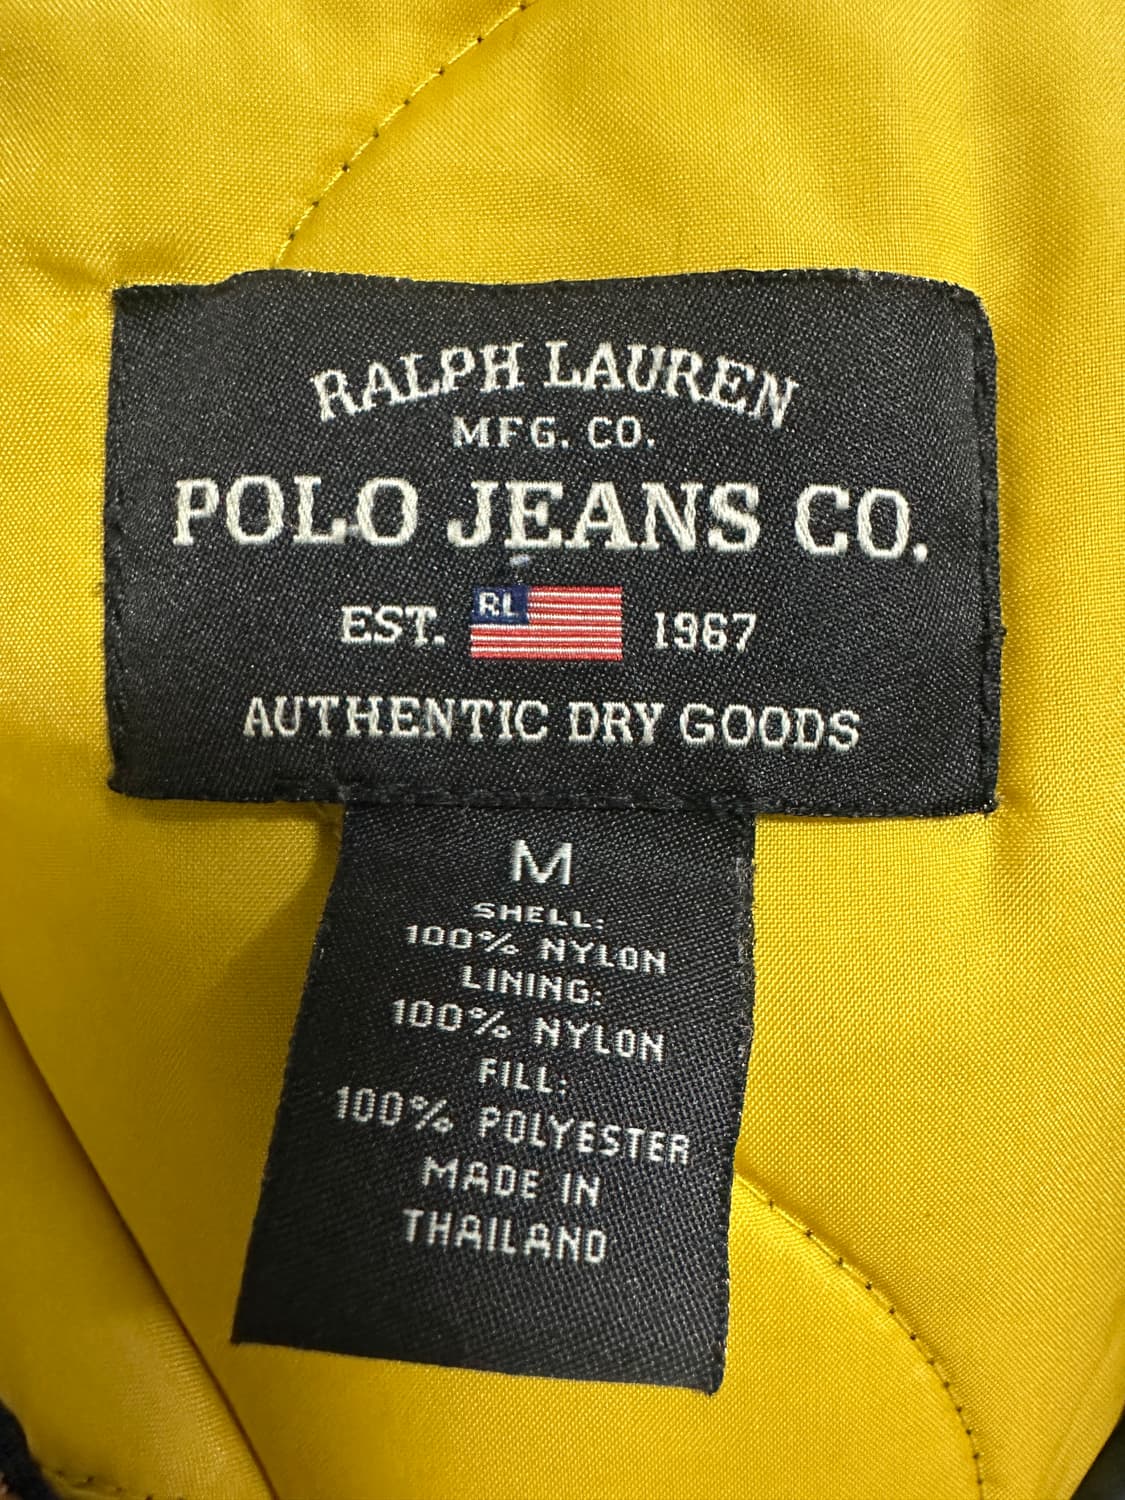 RALPH LAUREN
MFG. CO.
POLO JEANS CO.
EST. RL 1967
AUTHENTIC DRY GOODS
M
SHELL:
100% NYLON
LINING:
100% NYLON
FILL:
100% POLYESTER
MADE IN
THAILAND